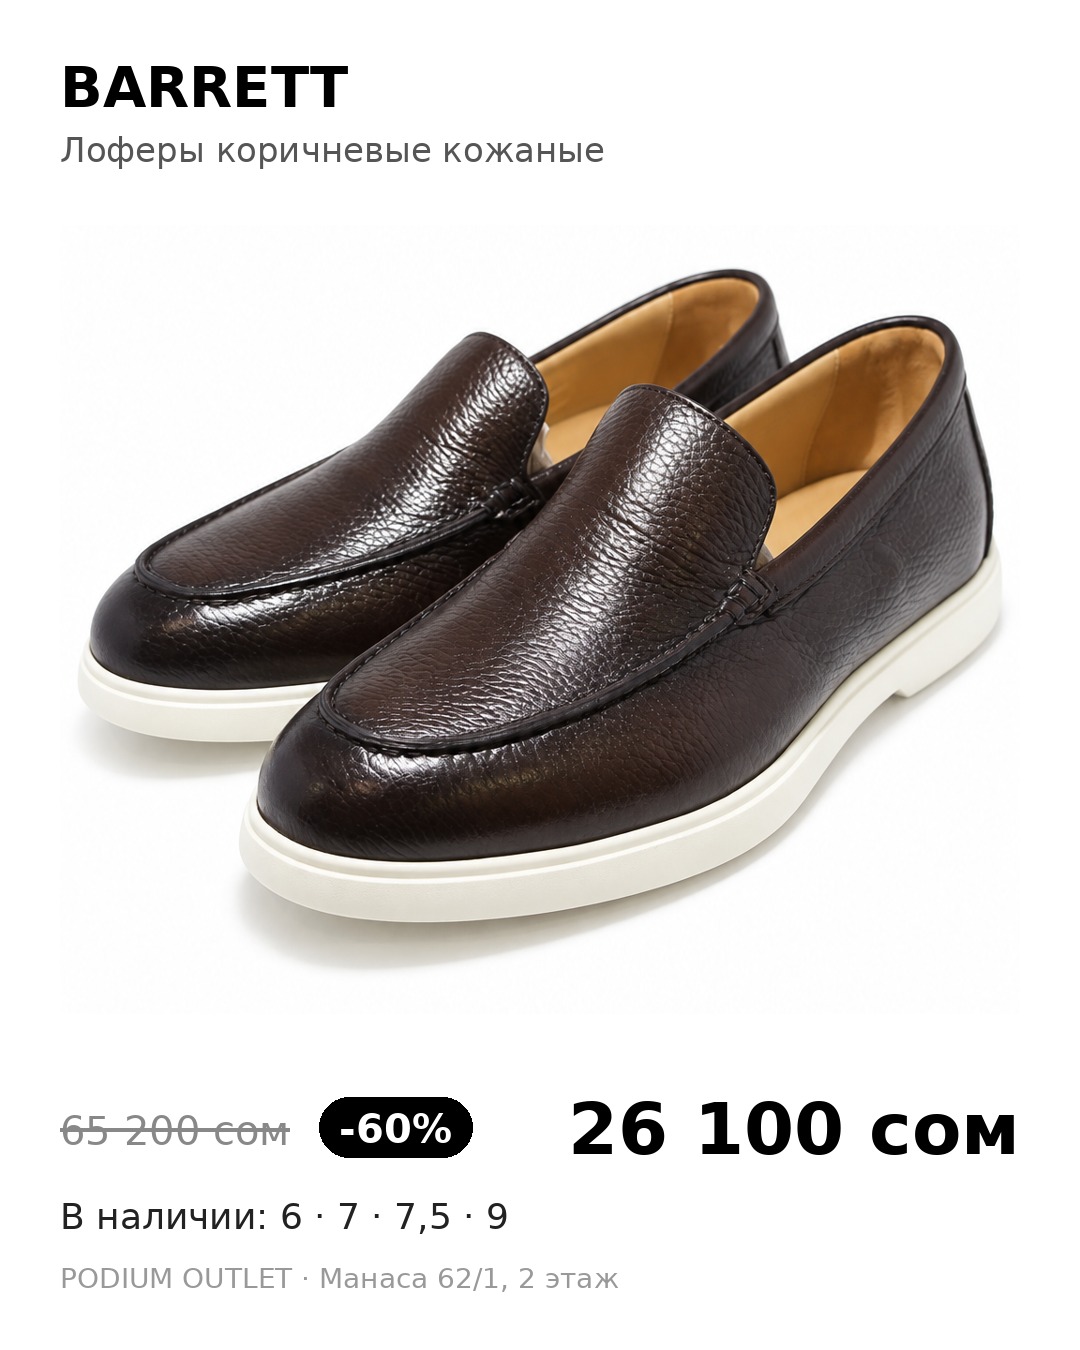 BARRETT
Лоферы коричневые кожаные
65 200 сом -60% 26 100 сом
В наличии: 6 · 7 · 7,5 · 9
PODIUM OUTLET · Манаса 62/1, 2 этаж